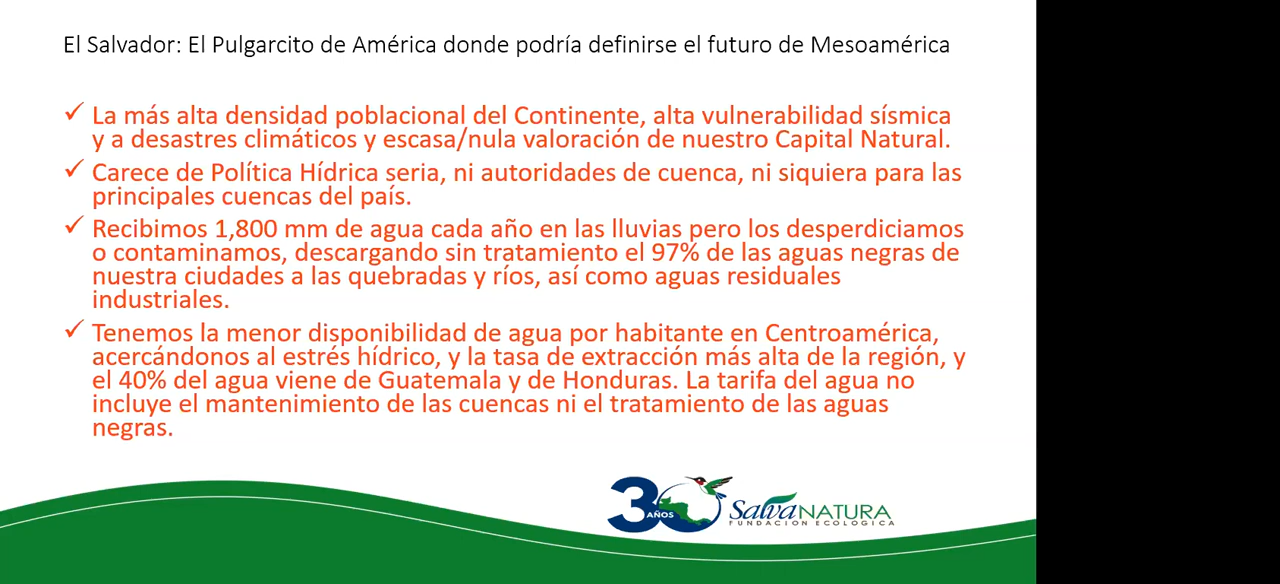 El Salvador: El Pulgarcito de América donde podría definirse el futuro de Mesoamérica
✓ La más alta densidad poblacional del Continente, alta vulnerabilidad sísmica
y a desastres climáticos y escasa/nula valoración de nuestro Capital Natural.
✓ Carece de Política Hídrica seria, ni autoridades de cuenca, ni siquiera para las
principales cuencas del país.
✓ Recibimos 1,800 mm de agua cada año en las lluvias pero los desperdiciamos
o contaminamos, descargando sin tratamiento el 97% de las aguas negras de
nuestra ciudades a las quebradas y ríos, así como aguas residuales
industriales.
✓ Tenemos la menor disponibilidad de agua por habitante en Centroamérica,
acercándonos al estrés hídrico, y la tasa de extracción más alta de la región, y
el 40% del agua viene de Guatemala y de Honduras. La tarifa del agua no
incluye el mantenimiento de las cuencas ni el tratamiento de las aguas
negras.
30 AÑOS
SalvaNATURA
FUNDACION ECOLOGICA